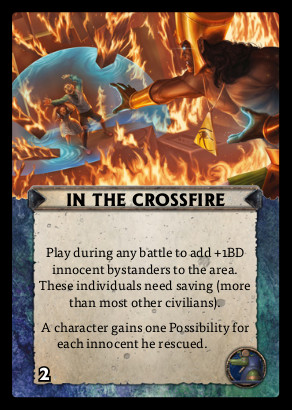 IN THE CROSSFIRE
Play during any battle to add +1BD
innocent bystanders to the area.
These individuals need saving (more
than most other civilians).
A character gains one Possibility for
each innocent he rescued.
2